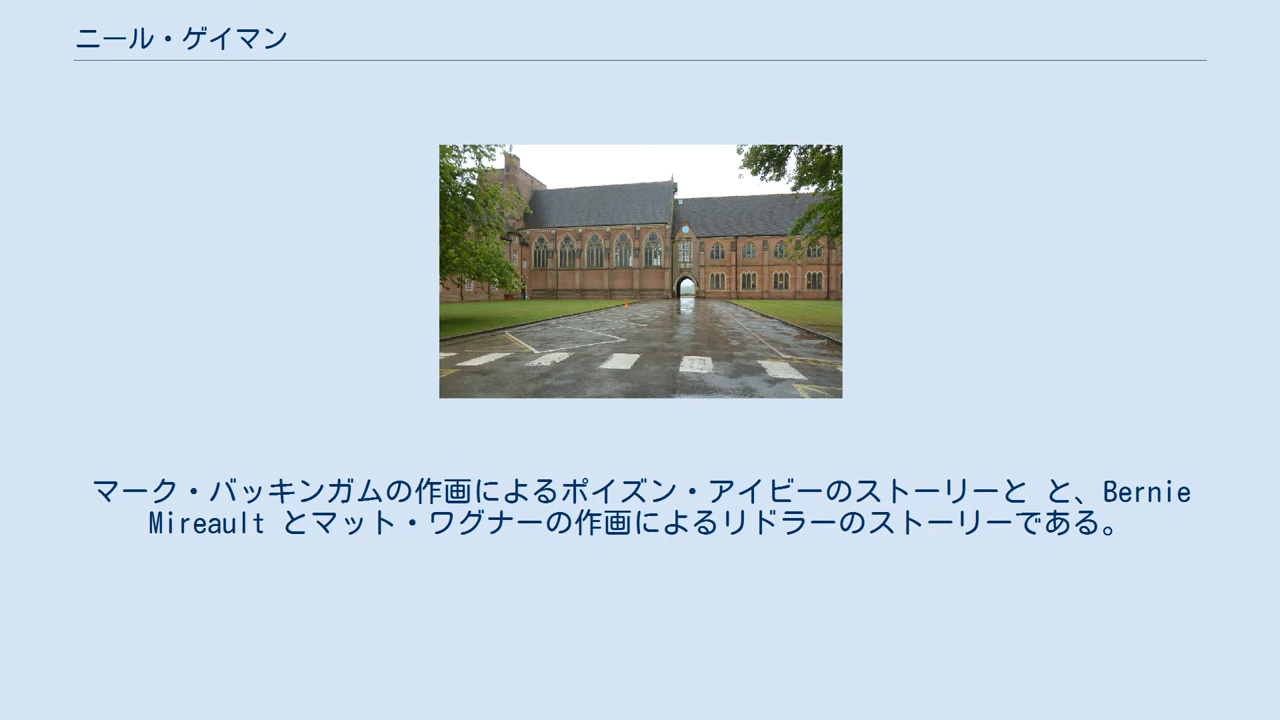 ニール・ゲイマン
マーク・バッキンガムの作画によるポイズン・アイビーのストーリーと と、Bernie
Mireault とマット・ワグナーの作画によるリドラーのストーリーである。